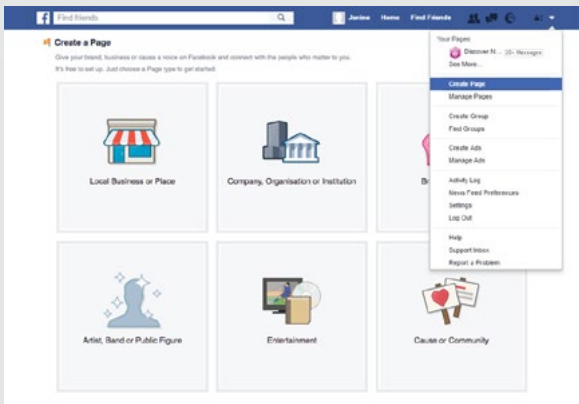 f Find friends
Janine Home Find Friends
Create a Page
Give your brand, business or cause a voice on Facebook and connect with the people who matter to you.
It's free to set up. Just choose a Page type to get started.
Local Business or Place
Company, Organisation or Institution
Br
Artist, Band or Public Figure
Entertainment
Cause or Community
Your Pages:
Discover N... 20+ Messages
See More...
Create Page
Manage Pages
Create Group
Find Groups
Create Ads
Manage Ads
Activity Log
News Feed Preferences
Settings
Log Out
Help
Support Inbox
Report a Problem